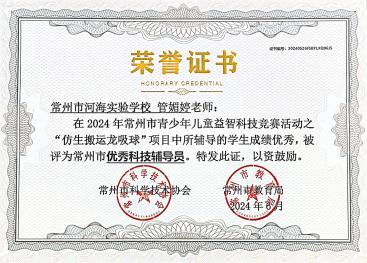 荣誉证书
HONORARY CREDENTIAL
常州市河海实验学校 管媚婷老师：
在 2024 年常州市青少年儿童益智科技竞赛活动之
“仿生搬运龙吸球”项目中所辅导的学生成绩优秀，被
评为常州市优秀科技辅导员。特发此证，以资鼓励。
常州市科学技术协会 常州市教育局
2024 年 6 月